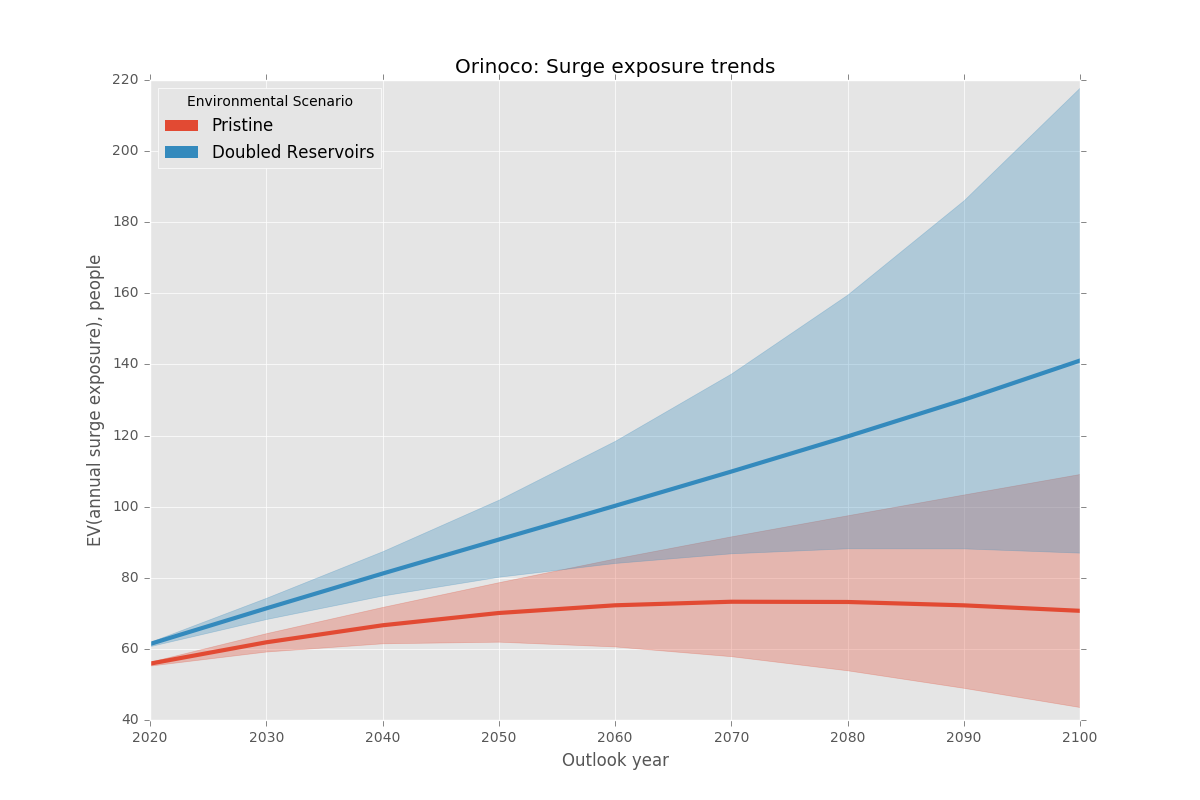 Orinoco: Surge exposure trends
Environmental Scenario
Pristine
Doubled Reservoirs
EV(annual surge exposure), people
220
200
180
160
140
120
100
80
60
40
2020 2030 2040 2050 2060 2070 2080 2090 2100
Outlook year